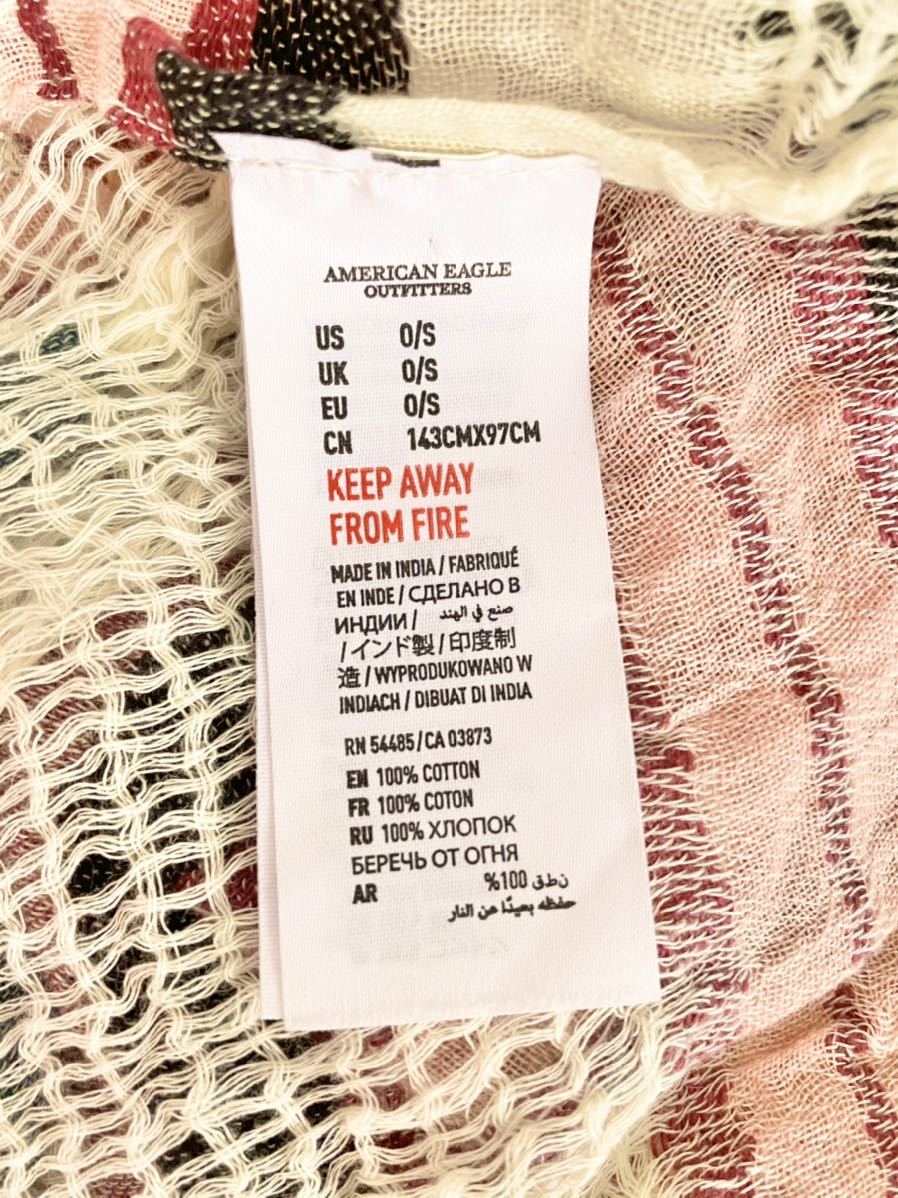 AMERICAN EAGLE
OUTFITTERS
US 0/S
UK 0/S
EU 0/S
CN 143CMX97CM
KEEP AWAY
FROM FIRE
MADE IN INDIA / FABRIQUÉ
EN INDE / СДЕЛАНО В
ИНДИИ / صنع في الهند
/ インド製 / 印度制
造 / WYPRODUKOWANO W
INDIACH / DIBUAT DI INDIA
RN 54485 / CA 03873
EN 100% COTTON
FR 100% COTON
RU 100% ХЛОПОК
БЕРЕЧЬ ОТ ОГНЯ
AR %100 نطق
حفظه بعيدًا عن النار